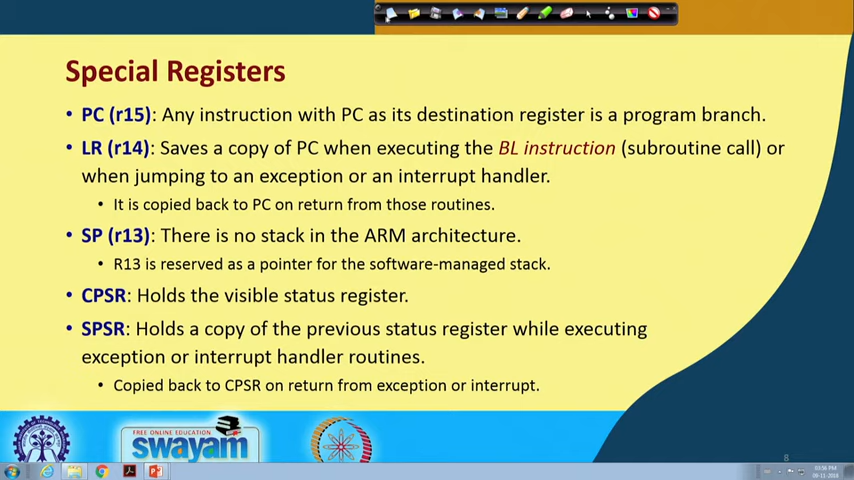 Special Registers
• PC (r15): Any instruction with PC as its destination register is a program branch.
• LR (r14): Saves a copy of PC when executing the BL instruction (subroutine call) or
when jumping to an exception or an interrupt handler.
• It is copied back to PC on return from those routines.
• SP (r13): There is no stack in the ARM architecture.
• R13 is reserved as a pointer for the software-managed stack.
• CPSR: Holds the visible status register.
• SPSR: Holds a copy of the previous status register while executing
exception or interrupt handler routines.
• Copied back to CPSR on return from exception or interrupt.
FREE ONLINE EDUCATION
swayam
8